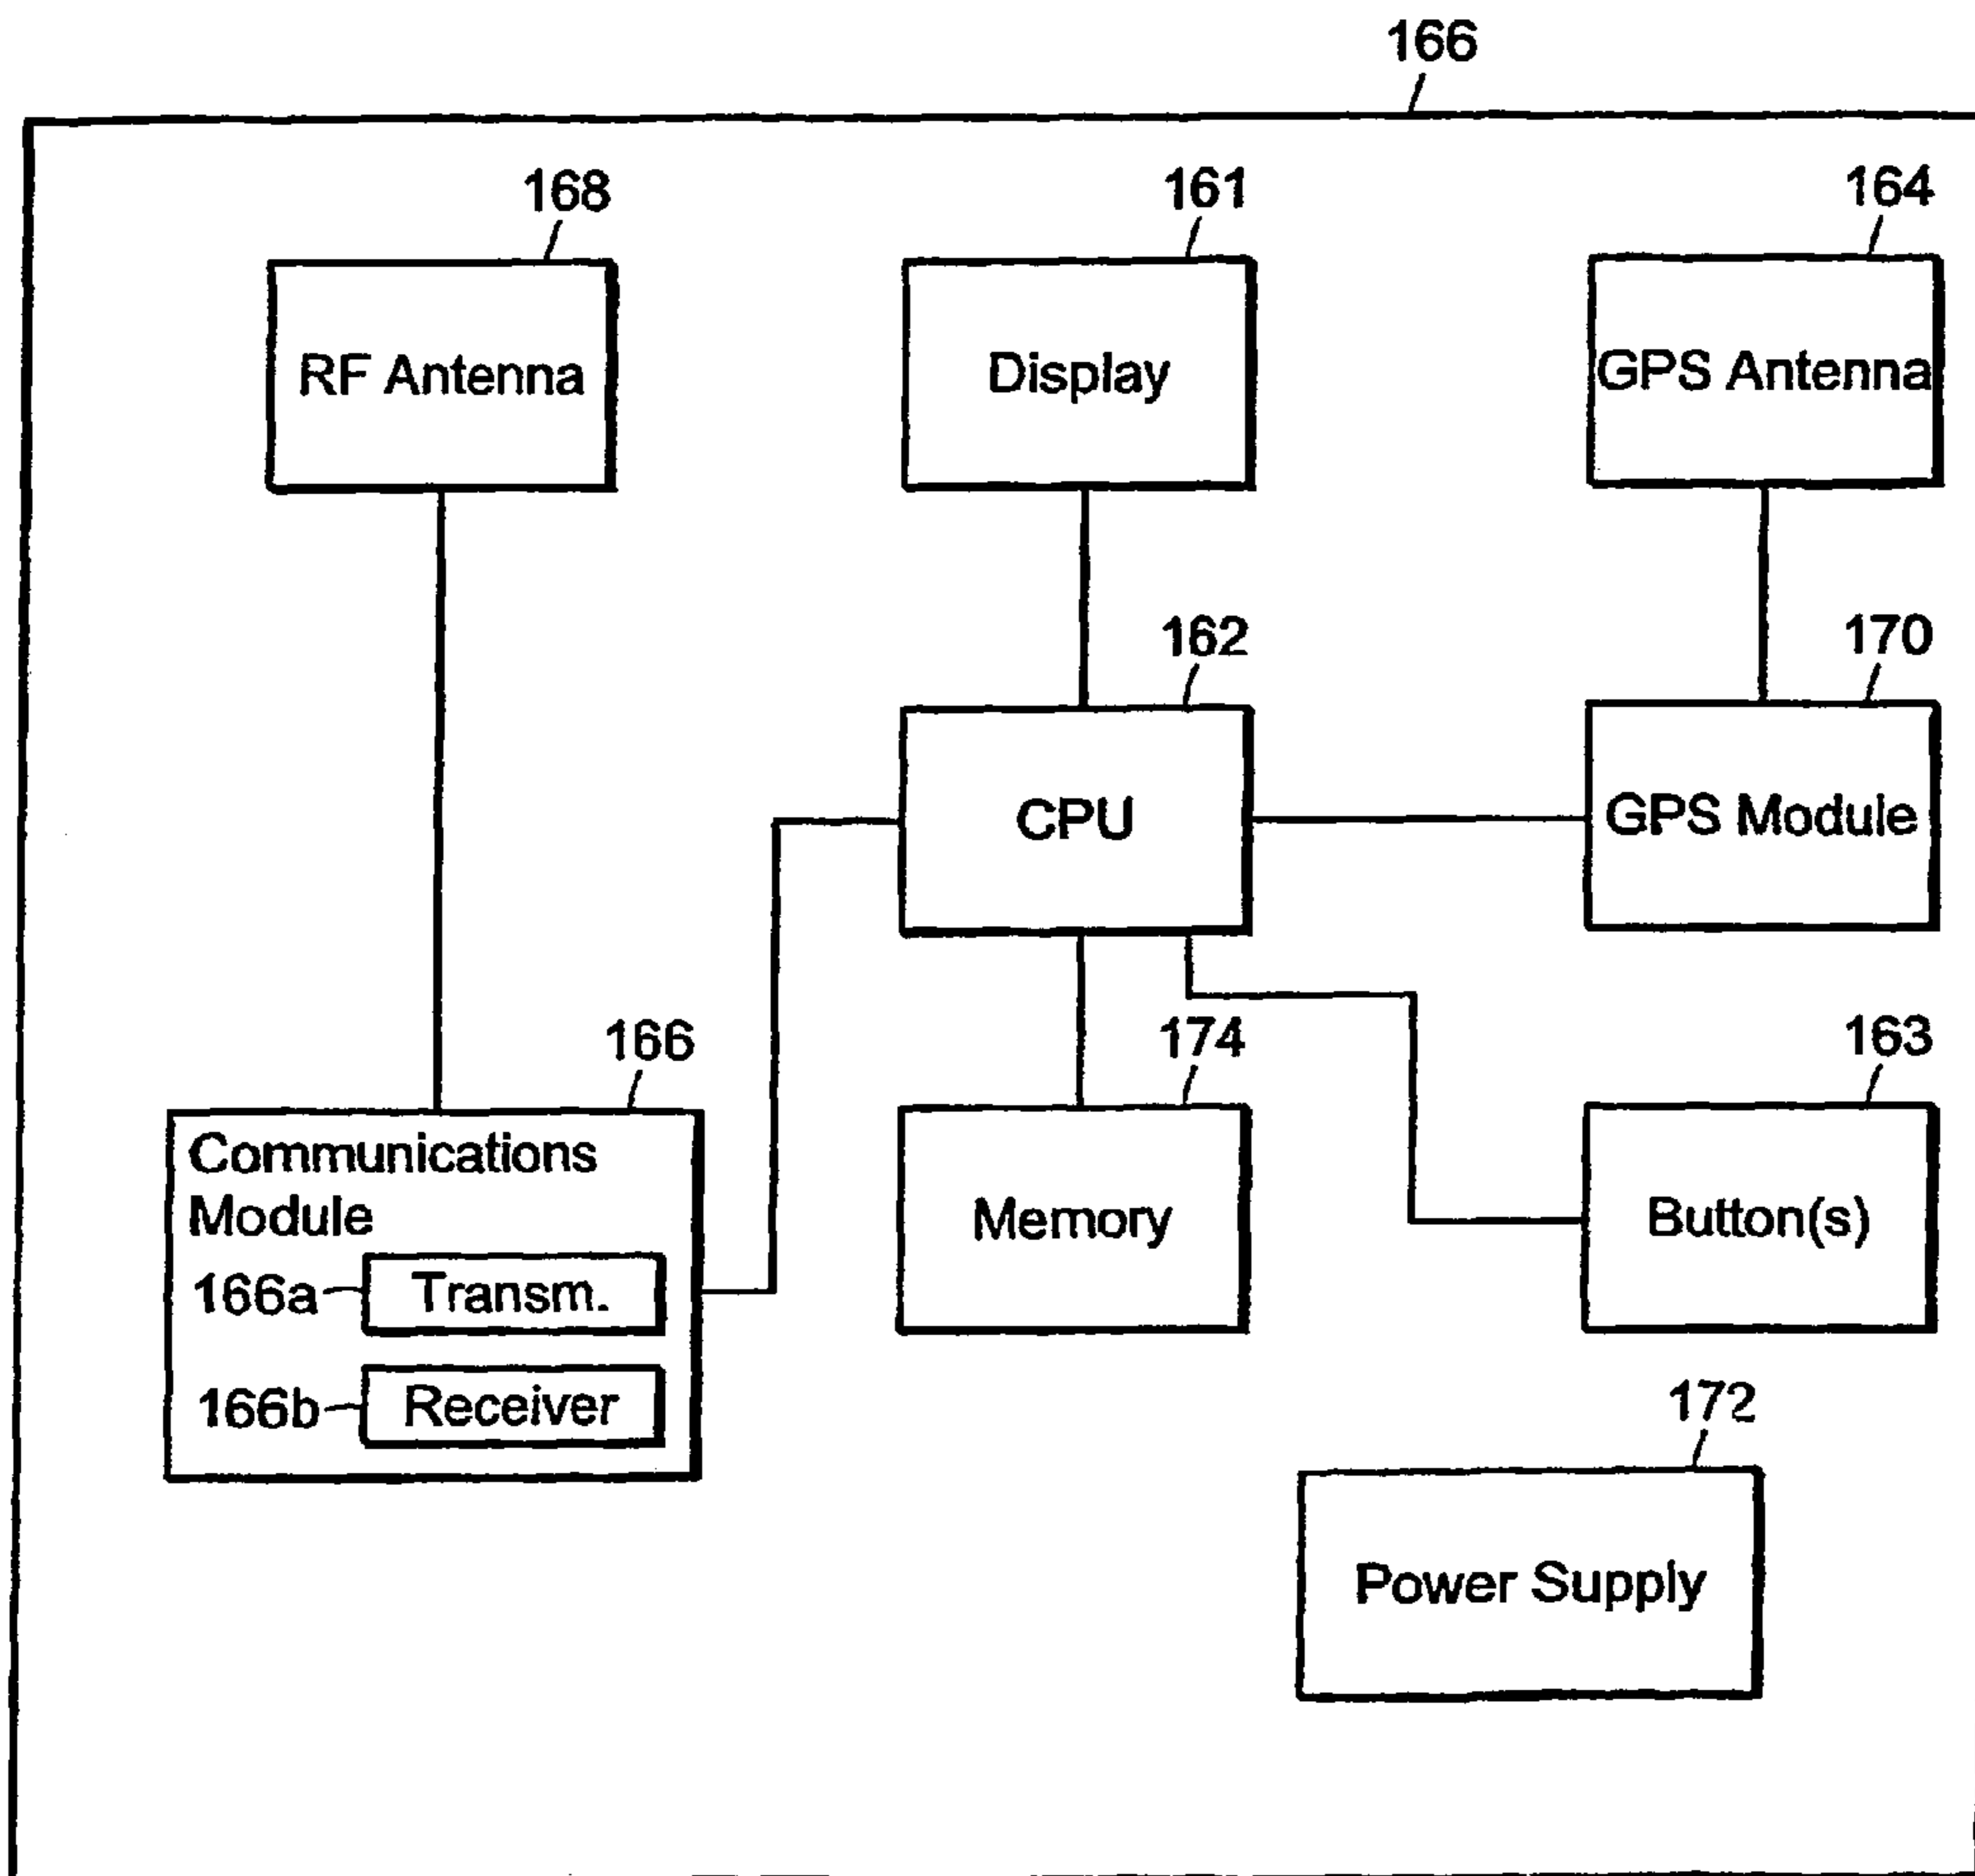 166
168
161
164
RF Antenna
Display
GPS Antenna
162
170
CPU
GPS Module
166
174
163
Communications
Module
166a
Transm.
166b
Receiver
Memory
Button(s)
172
Power Supply